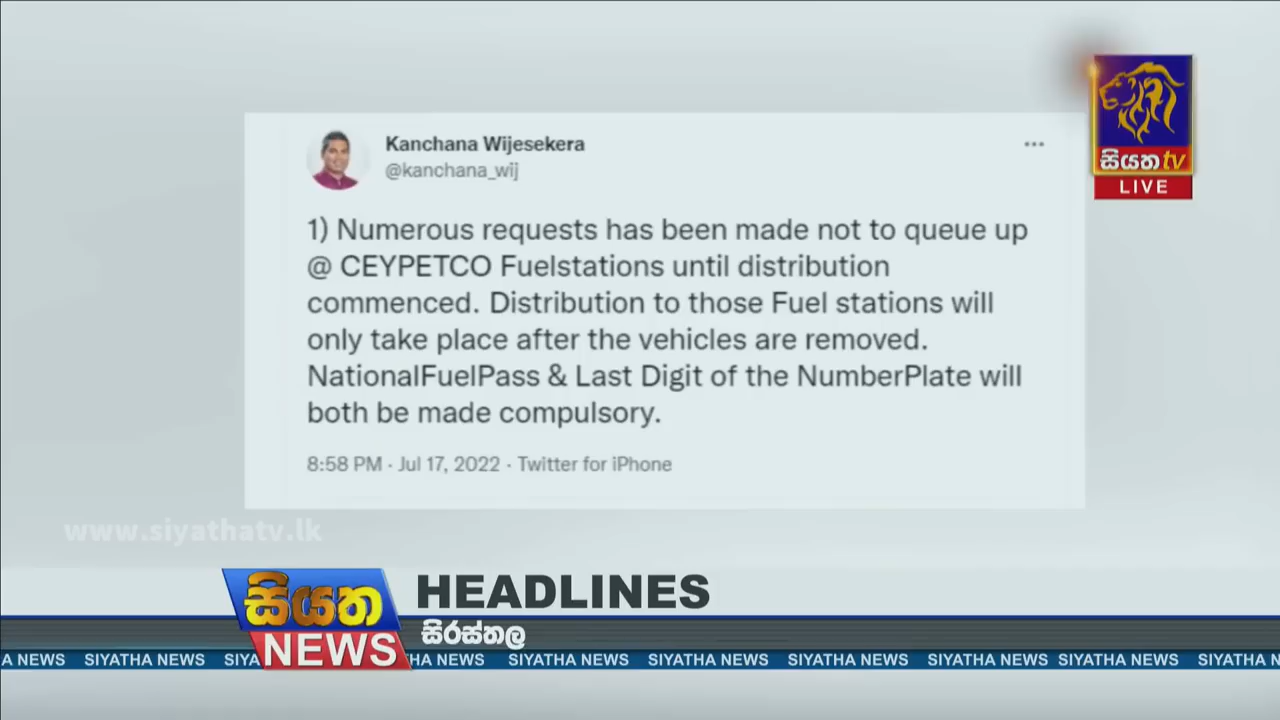 Kanchana Wijesekera
@kanchana_wij
1) Numerous requests has been made not to queue up
@ CEYPETCO Fuelstations until distribution
commenced. Distribution to those Fuel stations will
only take place after the vehicles are removed.
NationalFuelPass & Last Digit of the NumberPlate will
both be made compulsory.
8:58 PM · Jul 17, 2022 · Twitter for iPhone
සියත tv
LIVE
www.siyathatv.lk
සියත
NEWS
HEADLINES
සිරස්තල
A NEWS SIYATHA NEWS SIYA HA NEWS SIYATHA NEWS SIYATHA NEWS SIYATHA NEWS SIYATHA NEWS SIYATHA NEWS SIYATHA N